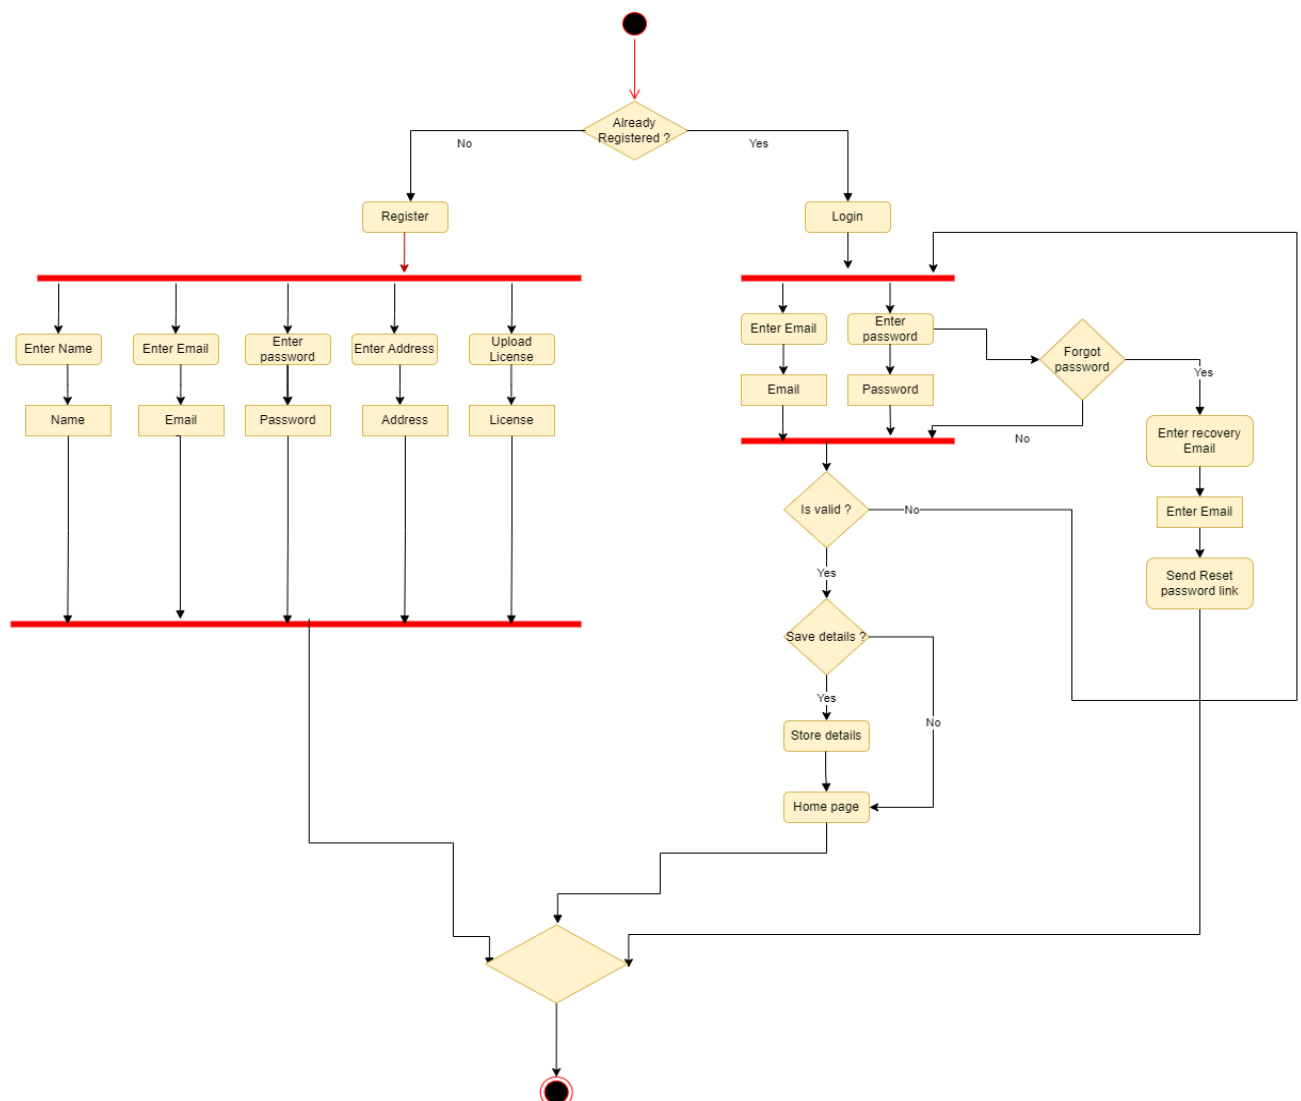 Already
Registered ?
No
Yes
Register
Login
Enter Name
Enter Email
Enter
password
Enter Address
Upload
License
Name
Email
Password
Address
License
Enter Email
Enter
password
Forgot
password
Yes
Email
Password
No
Enter recovery
Email
Is valid ?
No
Enter Email
Yes
Send Reset
password link
Save details ?
Yes
No
Store details
Home page